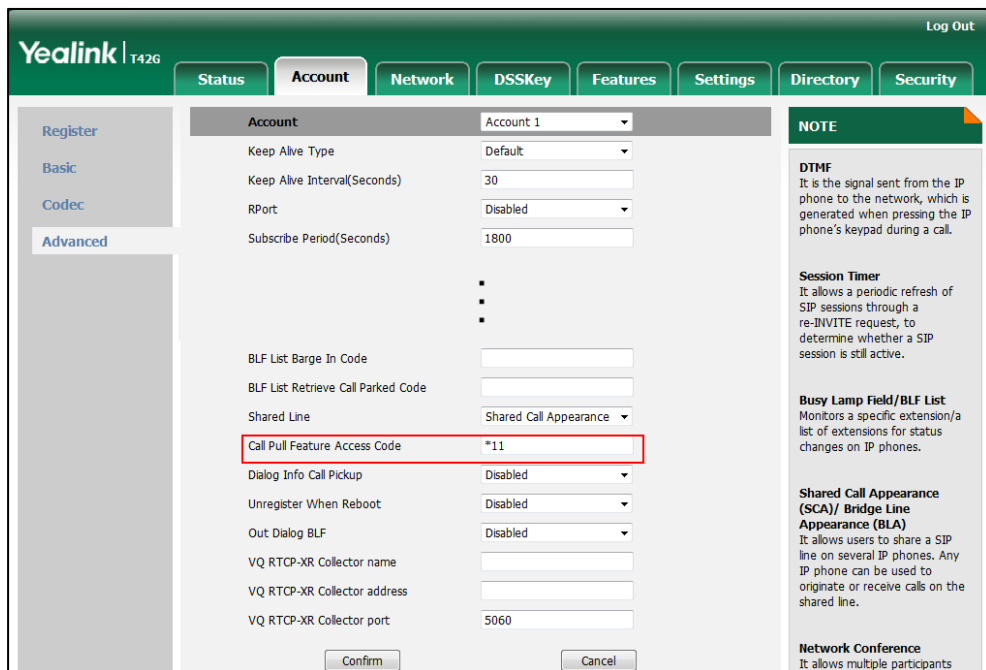 Log Out
Yealink | T42G
Status Account Network DSSKey Features Settings Directory Security
Register
Basic
Codec
Advanced
Account Account 1
Keep Alive Type Default
Keep Alive Interval(Seconds) 30
RPort Disabled
Subscribe Period(Seconds) 1800
BLF List Barge In Code
BLF List Retrieve Call Parked Code
Shared Line Shared Call Appearance
Call Pull Feature Access Code *11
Dialog Info Call Pickup Disabled
Unregister When Reboot Disabled
Out Dialog BLF Disabled
VQ RTCP-XR Collector name
VQ RTCP-XR Collector address
VQ RTCP-XR Collector port 5060
Confirm Cancel
NOTE
DTMF
It is the signal sent from the IP
phone to the network, which is
generated when pressing the IP
phone's keypad during a call.
Session Timer
It allows a periodic refresh of
SIP sessions through a
re-INVITE request, to
determine whether a SIP
session is still active.
Busy Lamp Field/BLF List
Monitors a specific extension/a
list of extensions for status
changes on IP phones.
Shared Call Appearance
(SCA)/ Bridge Line
Appearance (BLA)
It allows users to share a SIP
line on several IP phones. Any
IP phone can be used to
originate or receive calls on the
shared line.
Network Conference
It allows multiple participants